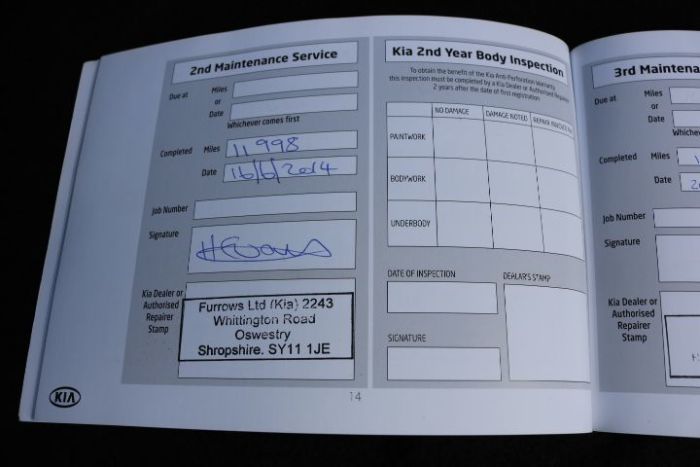 2nd Maintenance Service
Due at
Miles
or
Date
Whichever comes first
Completed Miles 11998
Date 16/6/2014
Job Number
Signature
H Evans
Kia Dealer or
Authorised
Repairer
Stamp
Furrows Ltd (Kia) 2243
Whittington Road
Oswestry
Shropshire. SY11 1JE
KIA
14
Kia 2nd Year Body Inspection
To obtain the benefit of the Kia Anti-Perforation Warranty
this inspection must be completed by a Kia Dealer or Authorised Repairer
2 years after the date of first registration
NO DAMAGE DAMAGE NOTED REPAIR
PAINTWORK
BODYWORK
UNDERBODY
DATE OF INSPECTION
DEALER'S STAMP
SIGNATURE
3rd Maintena
Due at
Miles
or
Date
Whiche
Completed Miles 1
Date 2
Job Number
Signature
Kia Dealer or
Authorised
Repairer
Stamp